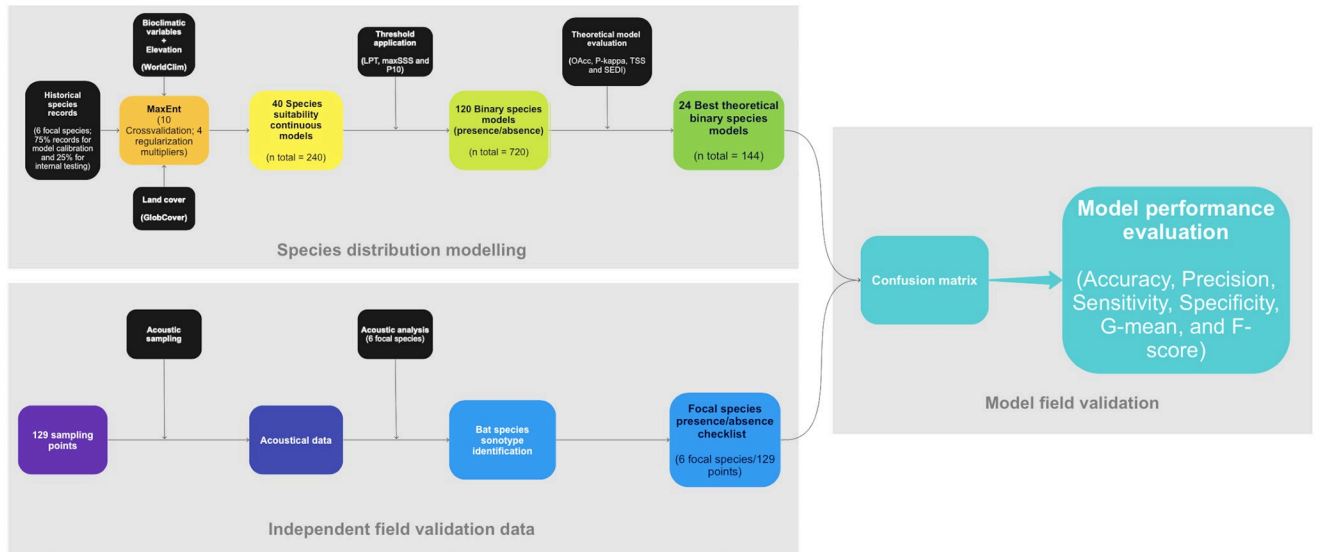 Bioclimatic
variables
+
Elevation
(WorldClim)
Historical
species
records
(6 focal species;
75% records for
model calibration
and 25% for
internal testing)
MaxEnt
(10
Crossvalidation; 4
regularization
multipliers)
Land cover
(GlobCover)
40 Species
suitability
continuous
models
(n total = 240)
Threshold
application
(LPT, maxSSS and
P10)
120 Binary species
models
(presence/absence)
(n total = 720)
Theoretical model
evaluation
(OAcc, P-kappa, TSS
and SEDI)
24 Best theoretical
binary species
models
(n total = 144)
Species distribution modelling
129 sampling
points
Acoustic
sampling
Acoustical data
Acoustic analysis
(6 focal species)
Bat species
sonotype
identification
Focal species
presence/absence
checklist
(6 focal species/129
points)
Independent field validation data
Confusion matrix
Model performance
evaluation
(Accuracy, Precision,
Sensitivity, Specificity,
G-mean, and F-
score)
Model field validation